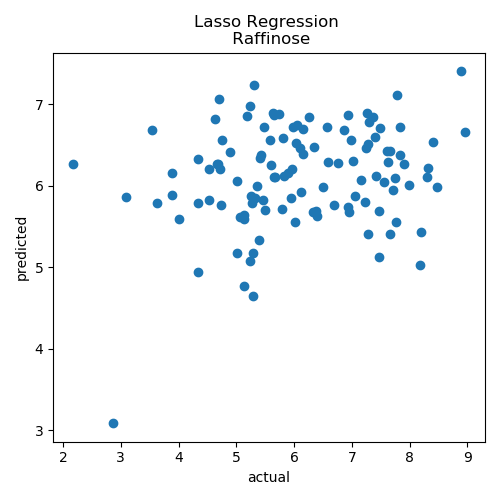 Lasso Regression
Raffinose
7
6
5
4
3
predicted
2 3 4 5 6 7 8 9
actual